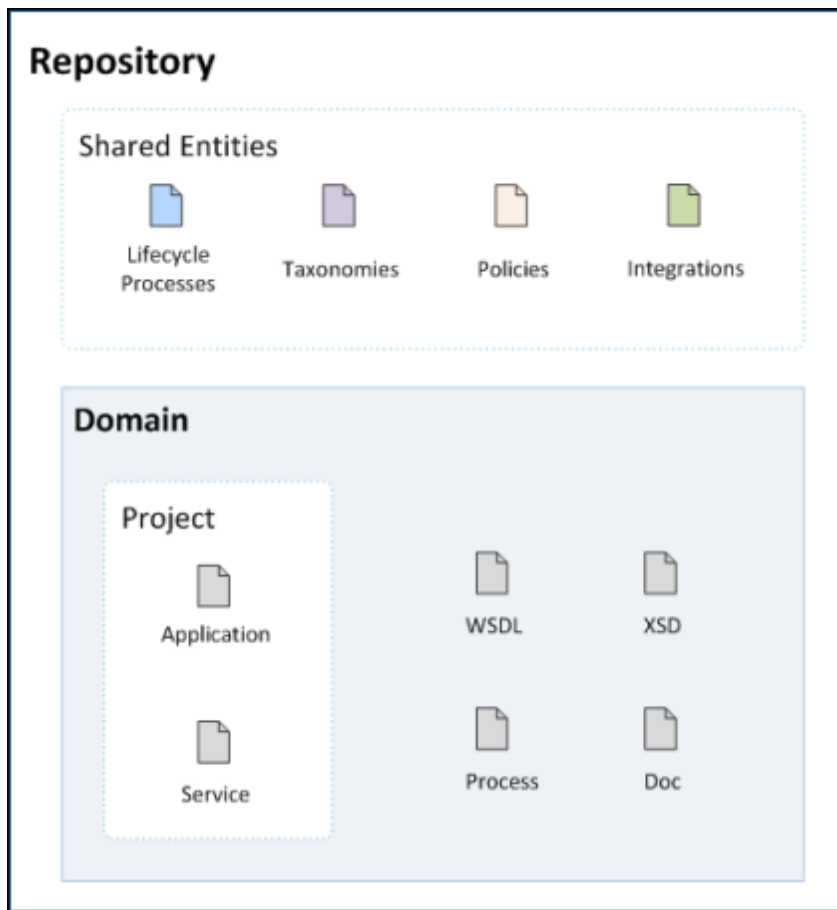 Repository
Shared Entities
Lifecycle
Processes
Taxonomies
Policies
Integrations
Domain
Project
Application
WSDL
XSD
Service
Process
Doc